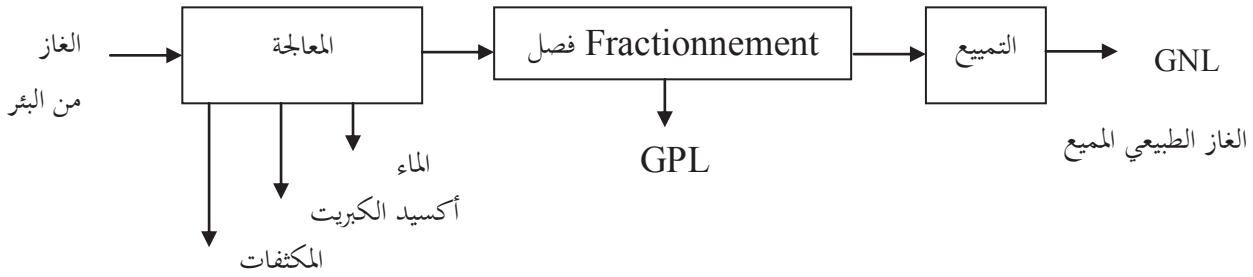 الغاز
من البئر
المعالجة
فصل Fractionnement
التمييع
GNL
الغاز الطبيعي المميع
GPL
الماء
أكسيد الكبريت
المكثفات